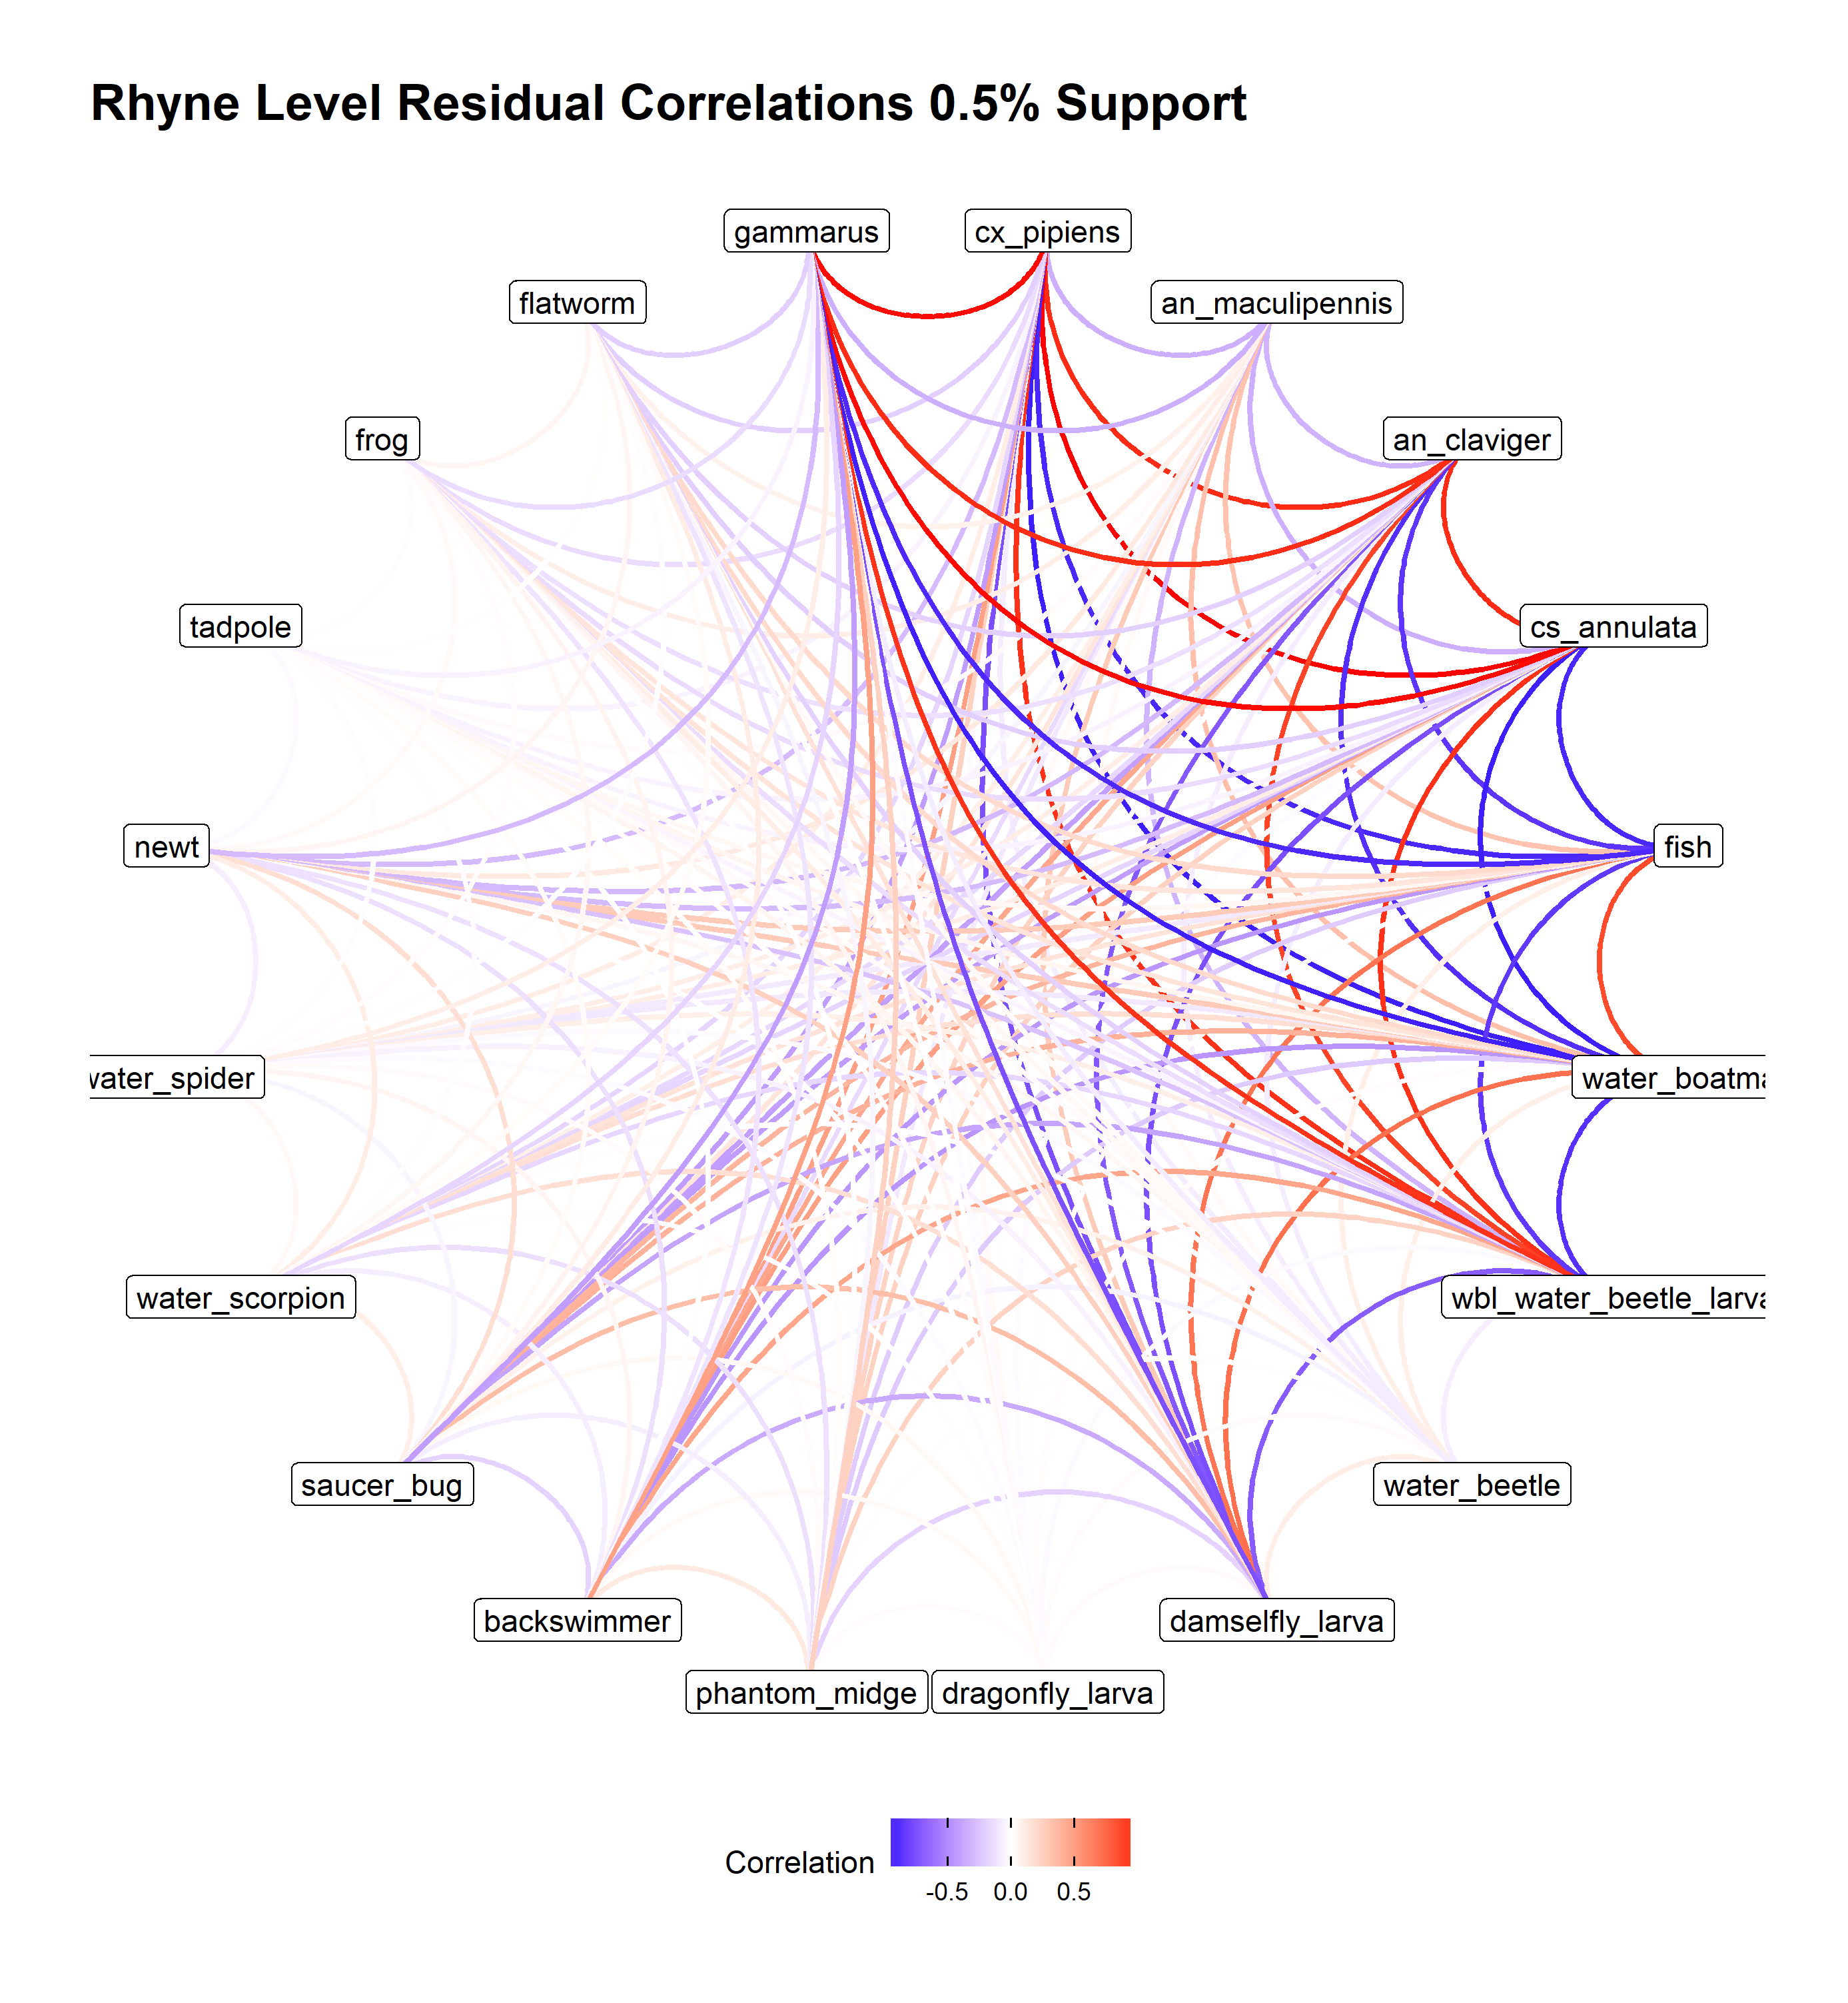 Rhyne Level Residual Correlations 0.5% Support
gammarus
cx_pipiens
flatworm
an_maculipennis
frog
an_claviger
tadpole
cs_annulata
newt
fish
water_spider
water_boatma
wbl_water_beetle_larva
water_scorpion
saucer_bug
water_beetle
backswimmer
damselfly_larva
phantom_midge
dragonfly_larva
Correlation
-0.5 0.0 0.5